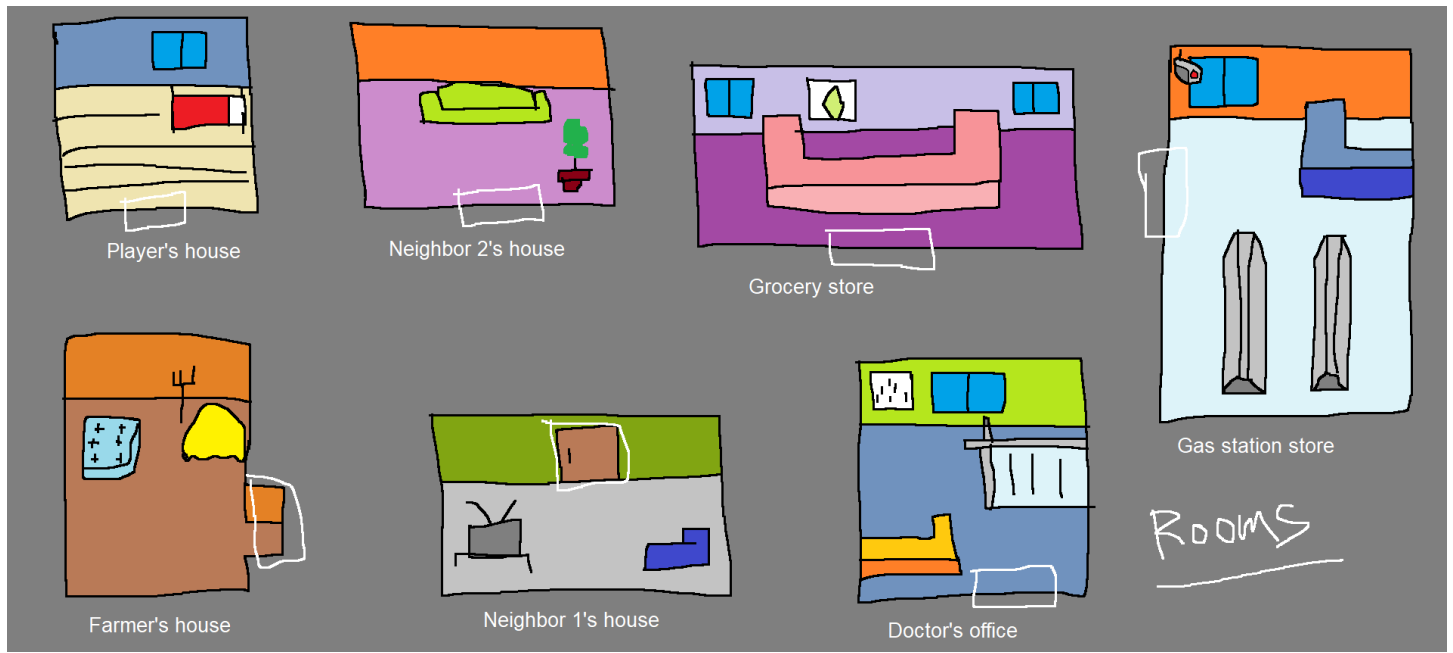 Player's house
Neighbor 2's house
Grocery store
Gas station store
Rooms
Farmer's house
Neighbor 1's house
Doctor's office